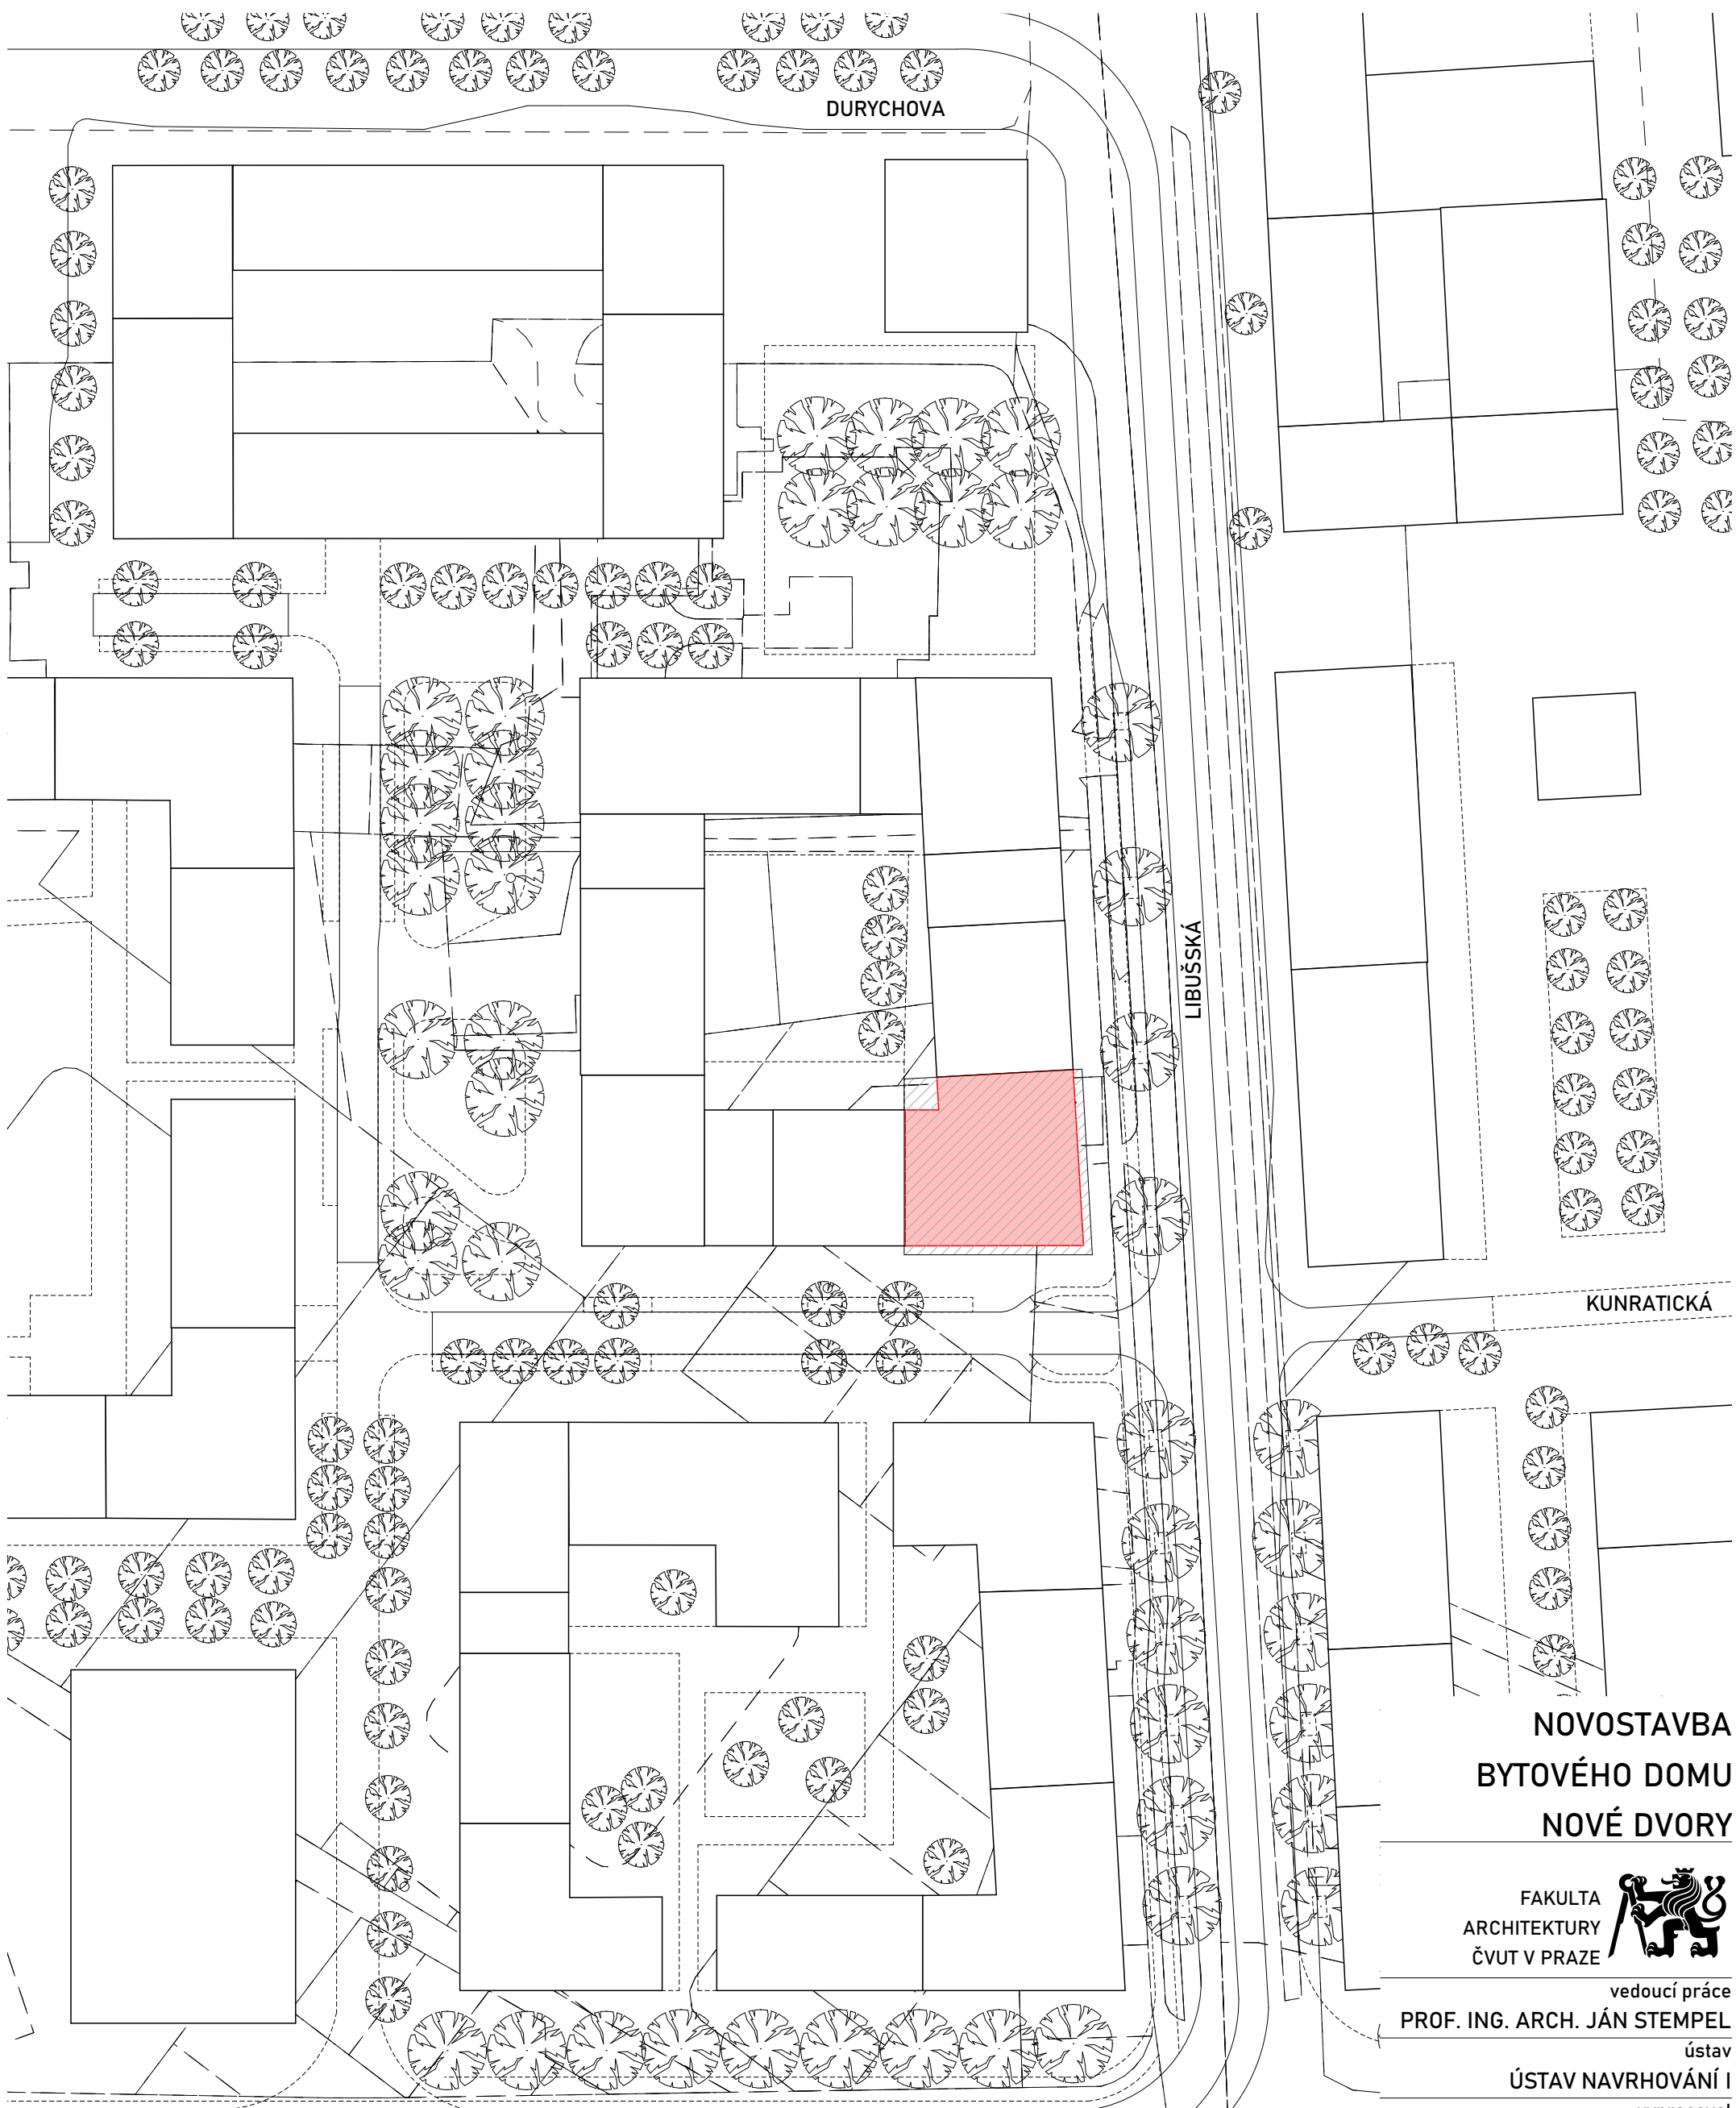 DURYCHOVA
LIBUŠSKÁ
KUNRATICKÁ
NOVOSTAVBA
BYTOVÉHO DOMU
NOVÉ DVORY
FAKULTA
ARCHITEKTURY
ČVUT V PRAZE
vedoucí práce
PROF. ING. ARCH. JÁN STEMPEL
ústav
ÚSTAV NAVRHOVÁNÍ I